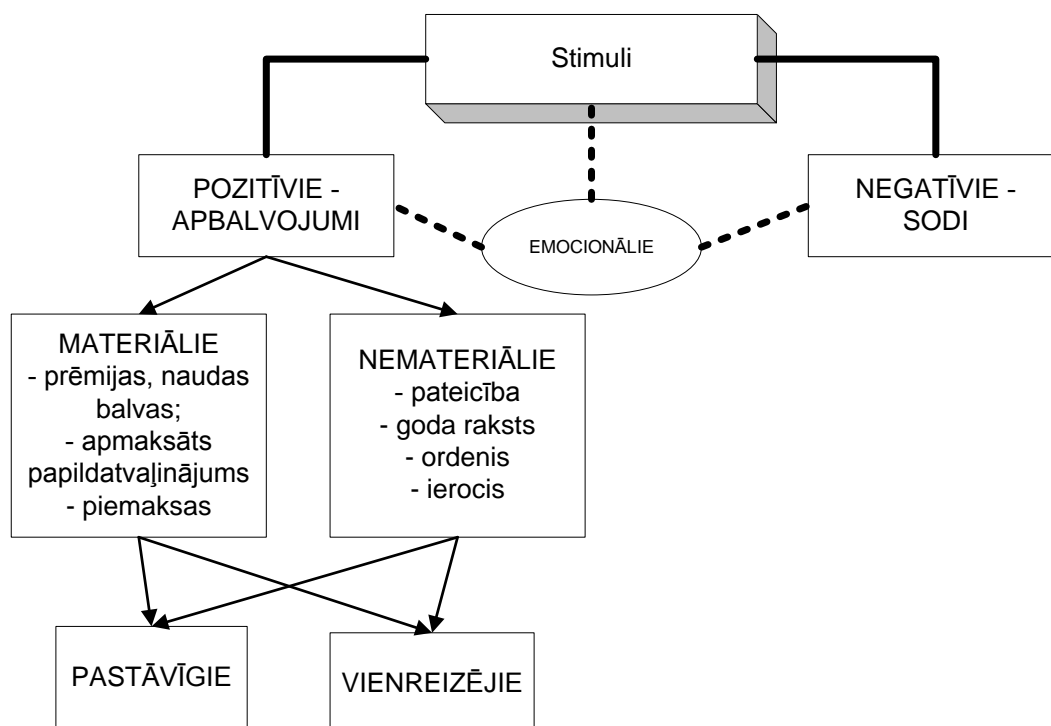 Stimuli
POZITĪVIE -
APBALVOJUMI
EMOCIONĀLIE
NEGATĪVIE -
SODI
MATERIĀLIE
- prēmijas, naudas
balvas;
- apmaksāts
papildatvaļinājums
- piemaksas
NEMATERIĀLIE
- pateicība
- goda raksts
- ordenis
- ierocis
PASTĀVĪGIE
VIENREIZĒJIE